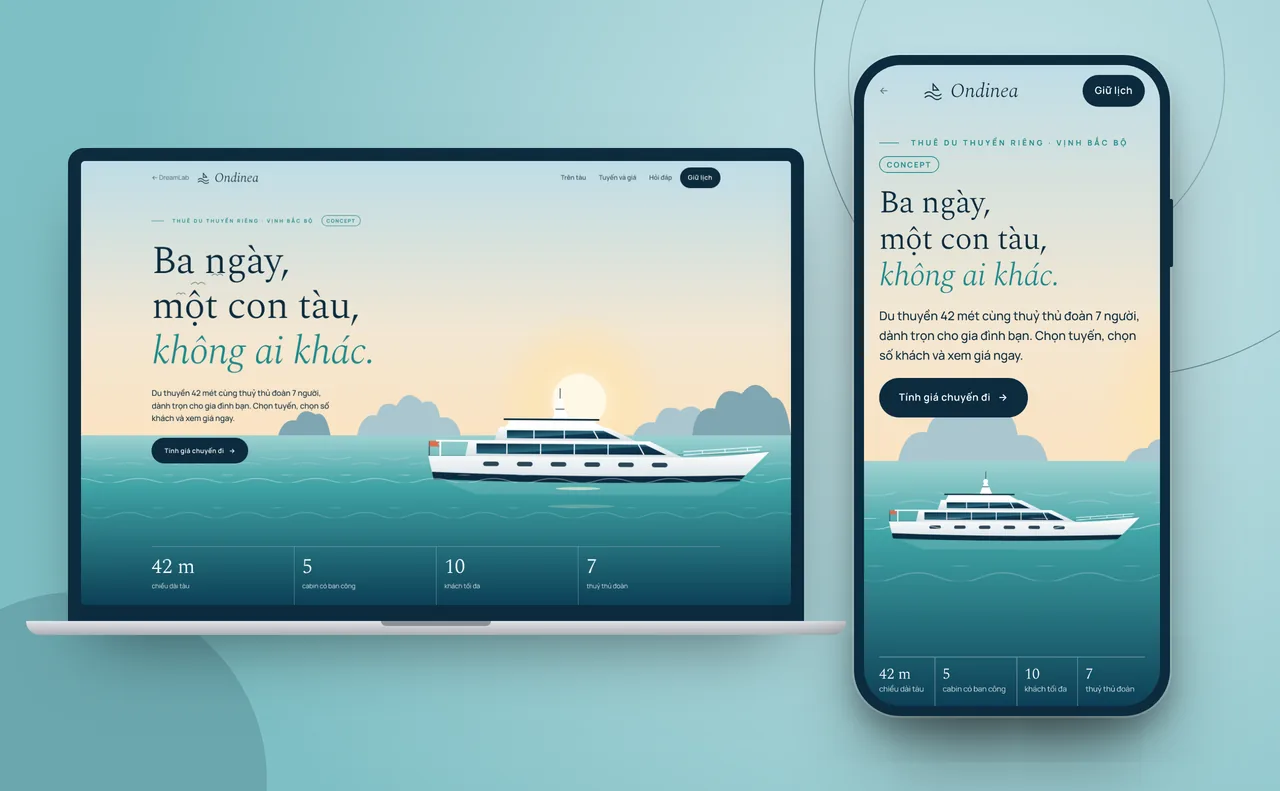 ← DreamLab
Ondinea
Trên tàu
Tuyến và giá
Hỏi đáp
Giữ lịch
THUÊ DU THUYỀN RIÊNG · VỊNH BẮC BỘ
CONCEPT
Ba ngày,
một con tàu,
không ai khác.
Du thuyền 42 mét cùng thuỷ thủ đoàn 7 người,
dành trọn cho gia đình bạn. Chọn tuyến, chọn số
khách và xem giá ngay.
Tính giá chuyến đi →
42 m
chiều dài tàu
5
cabin có ban công
10
khách tối đa
7
thuỷ thủ đoàn
←
Ondinea
Giữ lịch
THUÊ DU THUYỀN RIÊNG · VỊNH BẮC BỘ
CONCEPT
Ba ngày,
một con tàu,
không ai khác.
Du thuyền 42 mét cùng thuỷ thủ đoàn 7 người,
dành trọn cho gia đình bạn. Chọn tuyến, chọn
số khách và xem giá ngay.
Tính giá chuyến đi →
42 m
chiều dài tàu
5
cabin có ban công
10
khách tối đa
7
thuỷ thủ đoàn